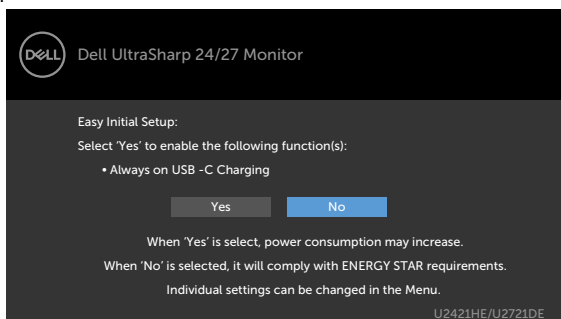 DELL
Dell UltraSharp 24/27 Monitor
Easy Initial Setup:
Select ‘Yes’ to enable the following function(s):
• Always on USB -C Charging
Yes No
When ‘Yes’ is select, power consumption may increase.
When ‘No’ is selected, it will comply with ENERGY STAR requirements.
Individual settings can be changed in the Menu.
U2421HE/U2721DE